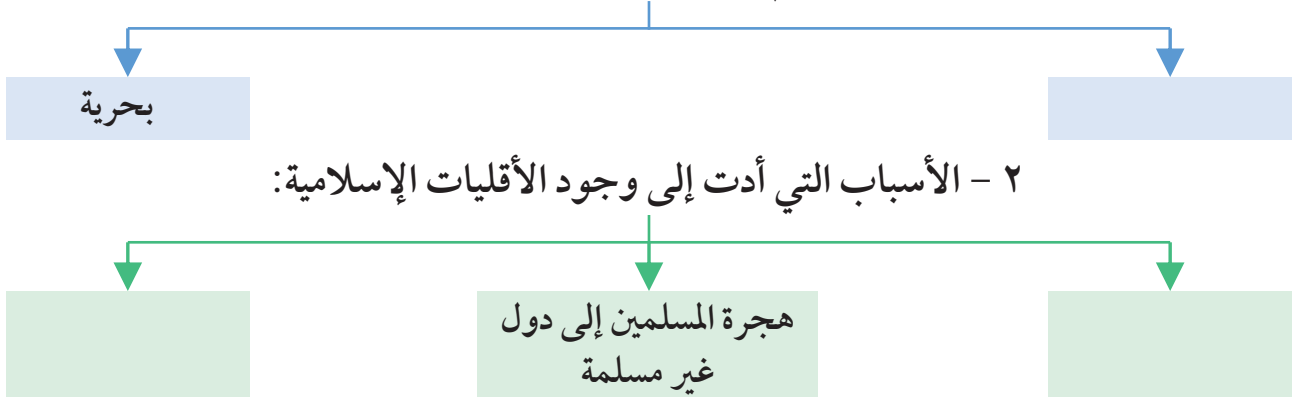 بحرية
٢ - الأسباب التي أدت إلى وجود الأقليات الإسلامية:
هجرة المسلمين إلى دول
غير مسلمة